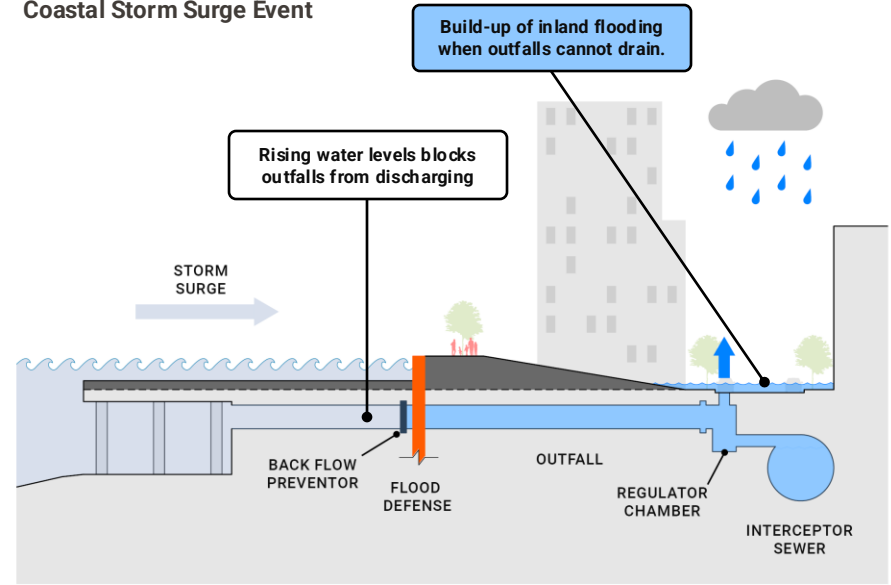 Coastal Storm Surge Event
Build-up of inland flooding
when outfalls cannot drain.
Rising water levels blocks
outfalls from discharging
STORM
SURGE
BACK FLOW
PREVENTOR
FLOOD
DEFENSE
OUTFALL
REGULATOR
CHAMBER
INTERCEPTOR
SEWER